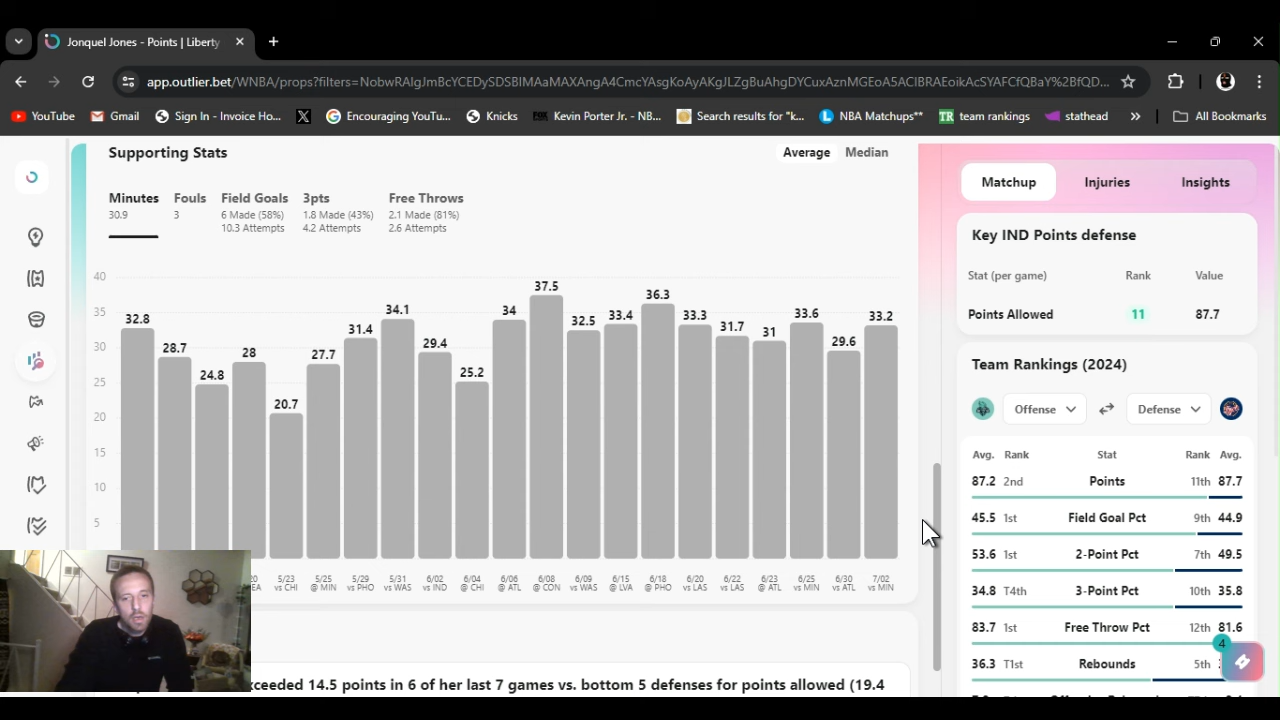 Jonquel Jones - Points | Liberty
app.outlier.bet/WNBA/props?filters=NobwRAlgJmBcYCEDySDSBlMAaMAXAngA4CmcYAsgKoAyAKgJLZgBuAhgDYCuxAznMGEoA5ACIBRAEoikAcSYAFCfQBaY%2BfQD...
YouTube
Gmail
Sign In - Invoice Ho...
Encouraging YouTu...
Knicks
Kevin Porter Jr. - NB...
Search results for "k...
NBA Matchups**
team rankings
stathead
»
All Bookmarks
Supporting Stats
Average Median
Minutes Fouls Field Goals 3pts Free Throws
30.9 3 6 Made (58%) 1.8 Made (43%) 2.1 Made (81%)
10.3 Attempts 4.2 Attempts 2.6 Attempts
40
35
30
25
20
15
10
5
32.8 28.7 24.8 28 20.7 27.7 31.4 34.1 29.4 25.2 34 37.5 32.5 33.4 36.3 33.3 31.7 31 33.6 29.6 33.2
20 5/23 5/25 5/29 5/31 6/02 6/04 6/06 6/08 6/09 6/15 6/18 6/20 6/22 6/23 6/25 6/30 7/02
EA vs CHI @ MIN vs PHO vs WAS vs IND @ CHI @ ATL @ CON vs WAS @ LVA @ PHO vs LAS vs LAS @ ATL vs MIN vs ATL vs MIN
xceeded 14.5 points in 6 of her last 7 games vs. bottom 5 defenses for points allowed (19.4
Matchup Injuries Insights
Key IND Points defense
Stat (per game) Rank Value
Points Allowed 11 87.7
Team Rankings (2024)
Offense Defense
Avg. Rank Stat Rank Avg.
87.2 2nd Points 11th 87.7
45.5 1st Field Goal Pct 9th 44.9
53.6 1st 2-Point Pct 7th 49.5
34.8 T4th 3-Point Pct 10th 35.8
83.7 1st Free Throw Pct 12th 81.6
36.3 T1st Rebounds 5th
4